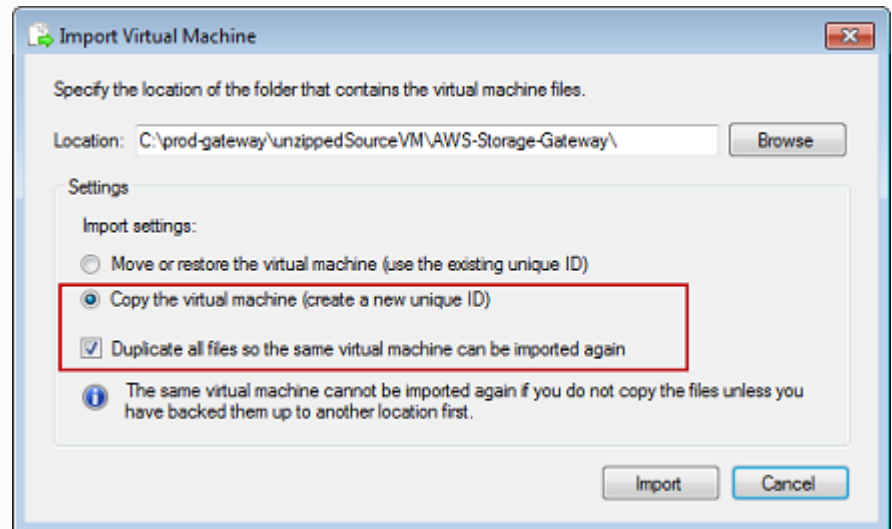 Import Virtual Machine
Specify the location of the folder that contains the virtual machine files.
Location: C:\prod-gateway\unzippedSourceVM\AWS-Storage-Gateway\ Browse
Settings
Import settings:
Move or restore the virtual machine (use the existing unique ID)
Copy the virtual machine (create a new unique ID)
Duplicate all files so the same virtual machine can be imported again
The same virtual machine cannot be imported again if you do not copy the files unless you
have backed them up to another location first.
Import Cancel